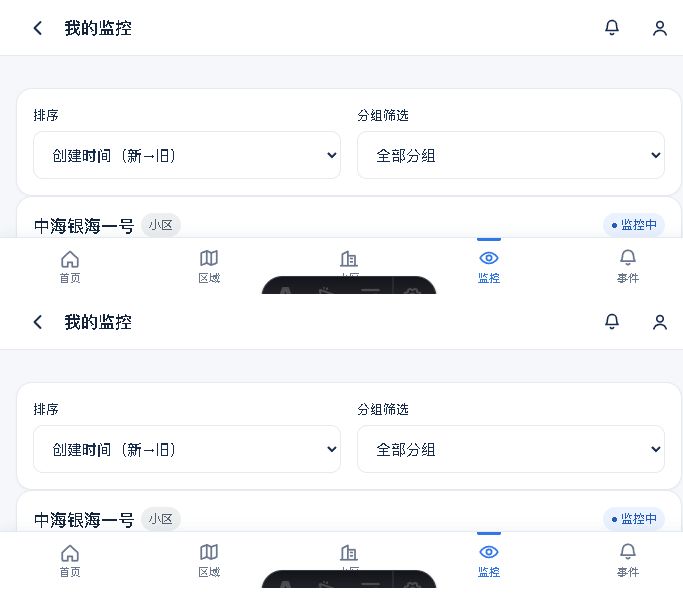 我的监控
排序
分组筛选
创建时间（新→旧）
全部分组
中海银海一号
小区
监控中
首页
区域
监控
事件
我的监控
排序
分组筛选
创建时间（新→旧）
全部分组
中海银海一号
小区
监控中
首页
区域
监控
事件